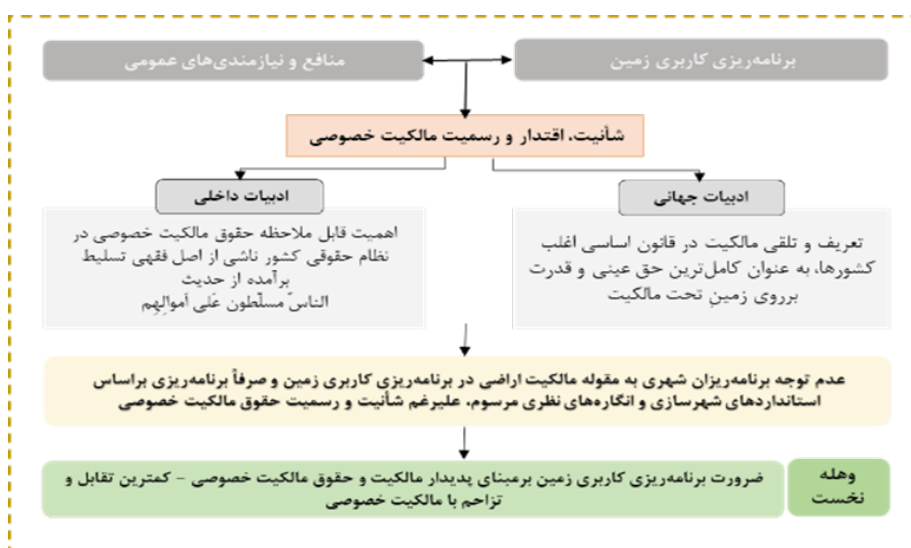 برنامه‌ریزی کاربری زمین
منافع و نیازمندی‌های عمومی
شأنیت، اقتدار و رسمیت مالکیت خصوصی
ادبیات جهانی
تعریف و تلقی مالکیت در قانون اساسی اغلب
کشورها، به عنوان کامل‌ترین حق عینی و قدرت
برروی زمینِ تحت مالکیت
ادبیات داخلی
اهمیت قابل ملاحظه حقوق مالکیت خصوصی در
نظام حقوقی کشور ناشی از اصل فقهی تسلیط
برآمده از حدیث
الناسّ مسلّطون عَلی اَموالِهِم
عدم توجه برنامه‌ریزان شهری به مقوله مالکیت اراضی در برنامه‌ریزی کاربری زمین و صرفاً برنامه‌ریزی براساس
استانداردهای شهرسازی و انگاره‌های نظری مرسوم، علیرغم شأنیت و رسمیت حقوق مالکیت خصوصی
وهله
نخست
ضرورت برنامه‌ریزی کاربری زمین برمبنای پدیدار مالکیت و حقوق مالکیت خصوصی – کمترین تقابل و
تزاحم با مالکیت خصوصی